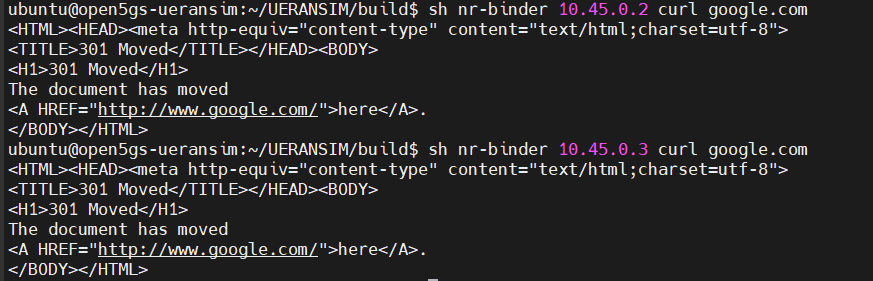 ubuntu@open5gs-ueransim:~/UERANSIM/build$ sh nr-binder 10.45.0.2 curl google.com
<HTML><HEAD><meta http-equiv="content-type" content="text/html;charset=utf-8">
<TITLE>301 Moved</TITLE></HEAD><BODY>
<H1>301 Moved</H1>
The document has moved
<A HREF="http://www.google.com/">here</A>.
</BODY></HTML>
ubuntu@open5gs-ueransim:~/UERANSIM/build$ sh nr-binder 10.45.0.3 curl google.com
<HTML><HEAD><meta http-equiv="content-type" content="text/html;charset=utf-8">
<TITLE>301 Moved</TITLE></HEAD><BODY>
<H1>301 Moved</H1>
The document has moved
<A HREF="http://www.google.com/">here</A>.
</BODY></HTML>